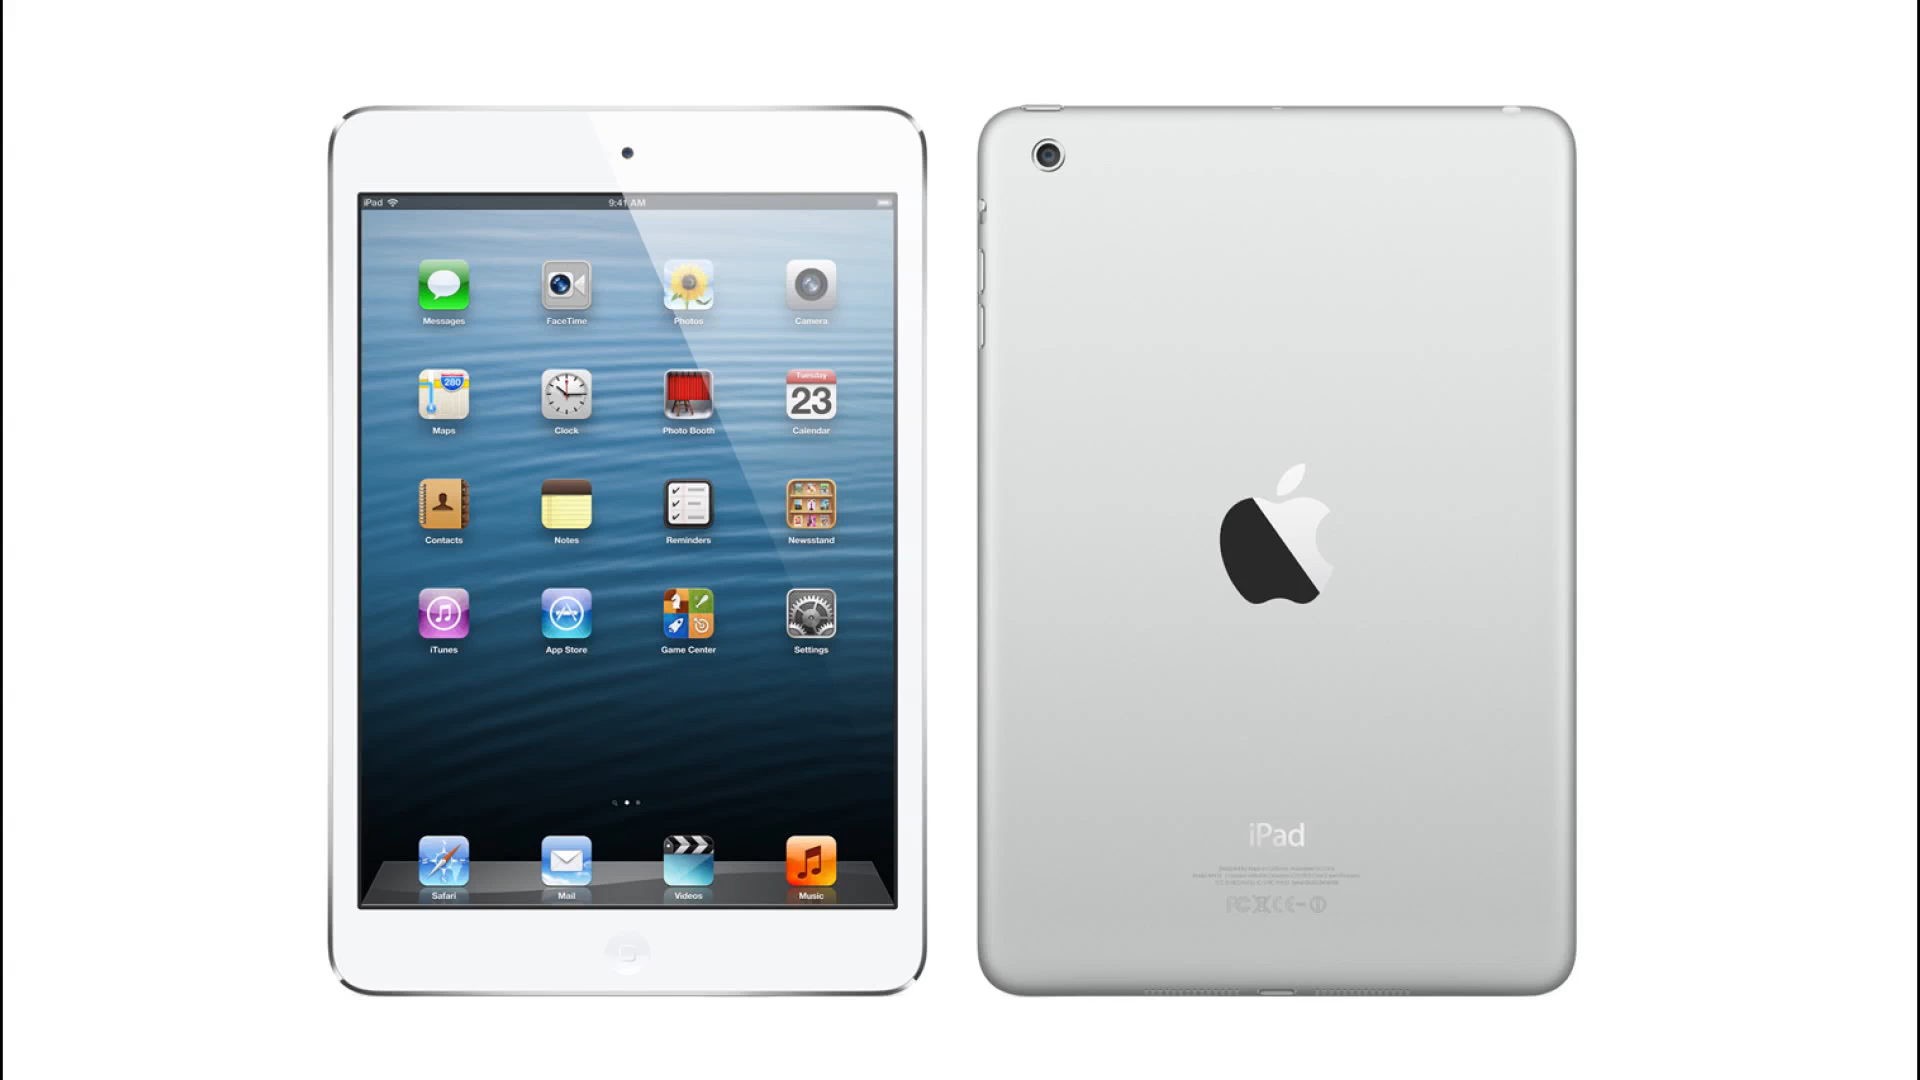 iPad 9:41 AM
Messages FaceTime Photos Camera
280 Tuesday
23
Maps Clock Photo Booth Calendar
Contacts Notes Reminders Newsstand
iTunes App Store Game Center Settings
Safari Mail Videos Music
iPad